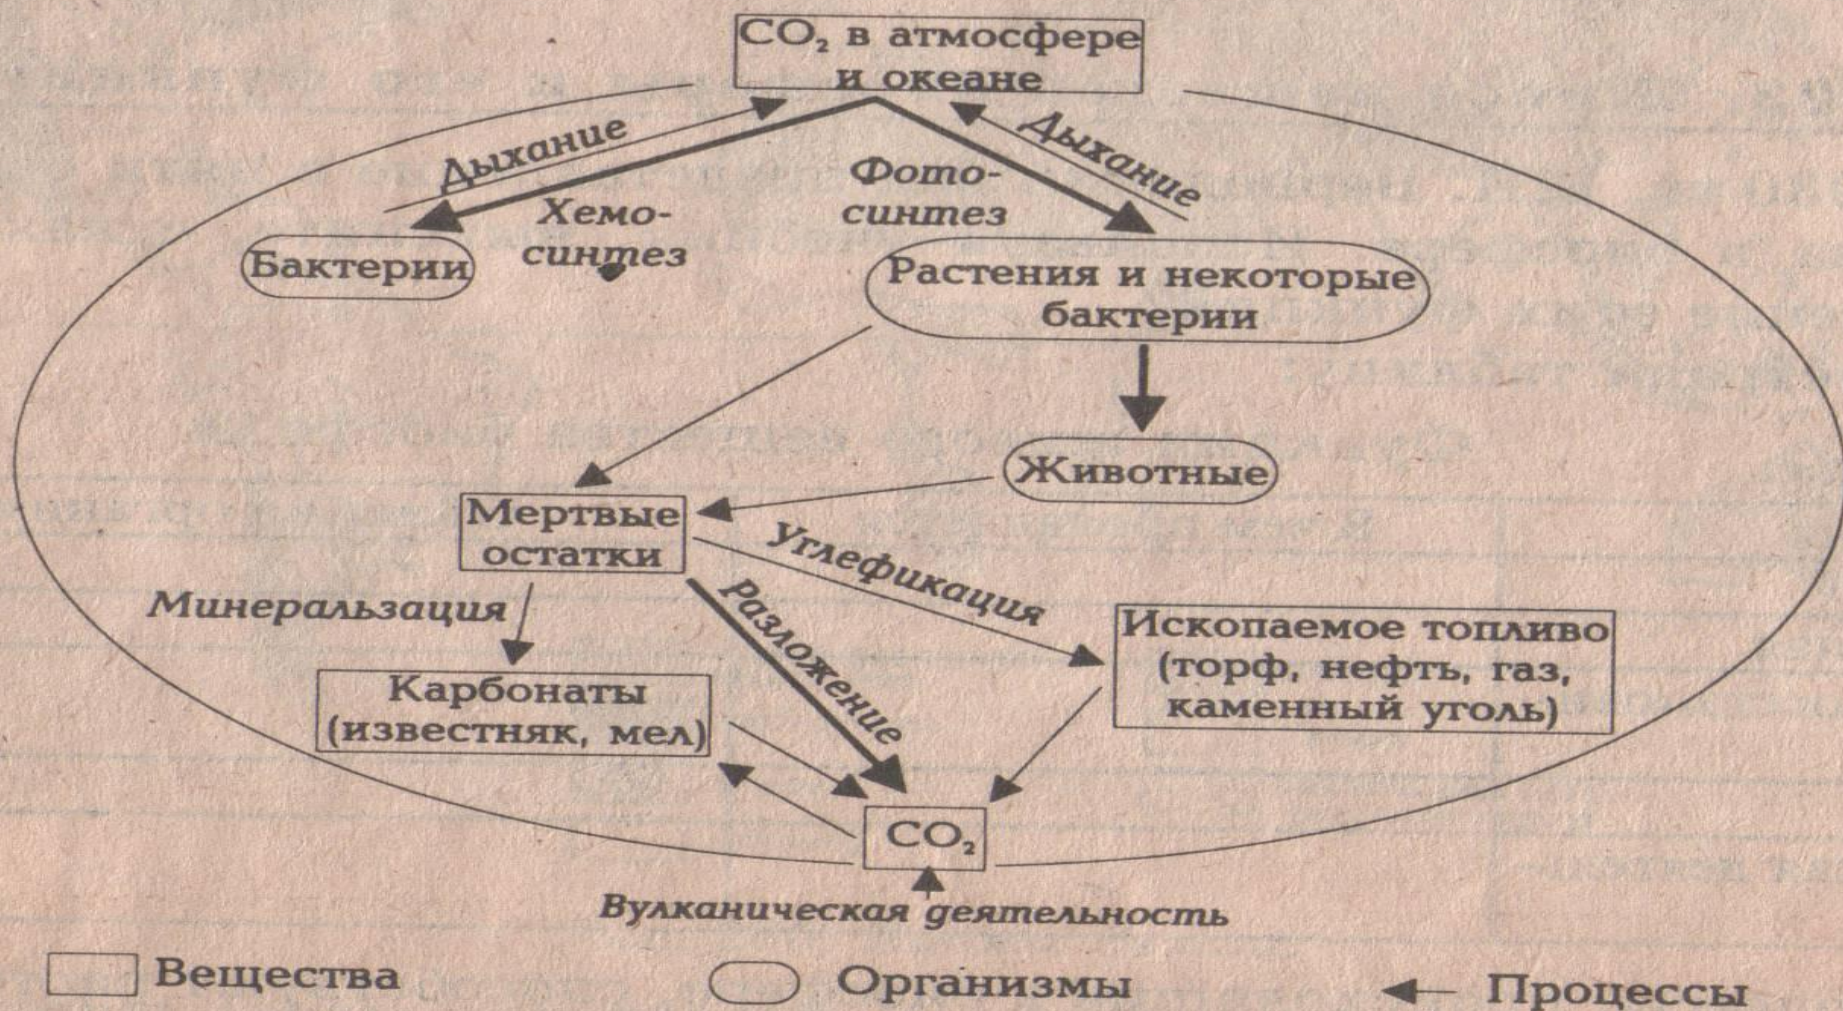 CO₂ в атмосфере
и океане
Дыхание
Дыхание
Хемо-
синтез
Фото-
синтез
Бактерии
Растения и некоторые
бактерии
Животные
Мертвые
остатки
Углефикация
Минеральзация
Разложение
Ископаемое топливо
(торф, нефть, газ,
каменный уголь)
Карбонаты
(известняк, мел)
CO₂
Вулканическая деятельность
Вещества
Организмы
Процессы